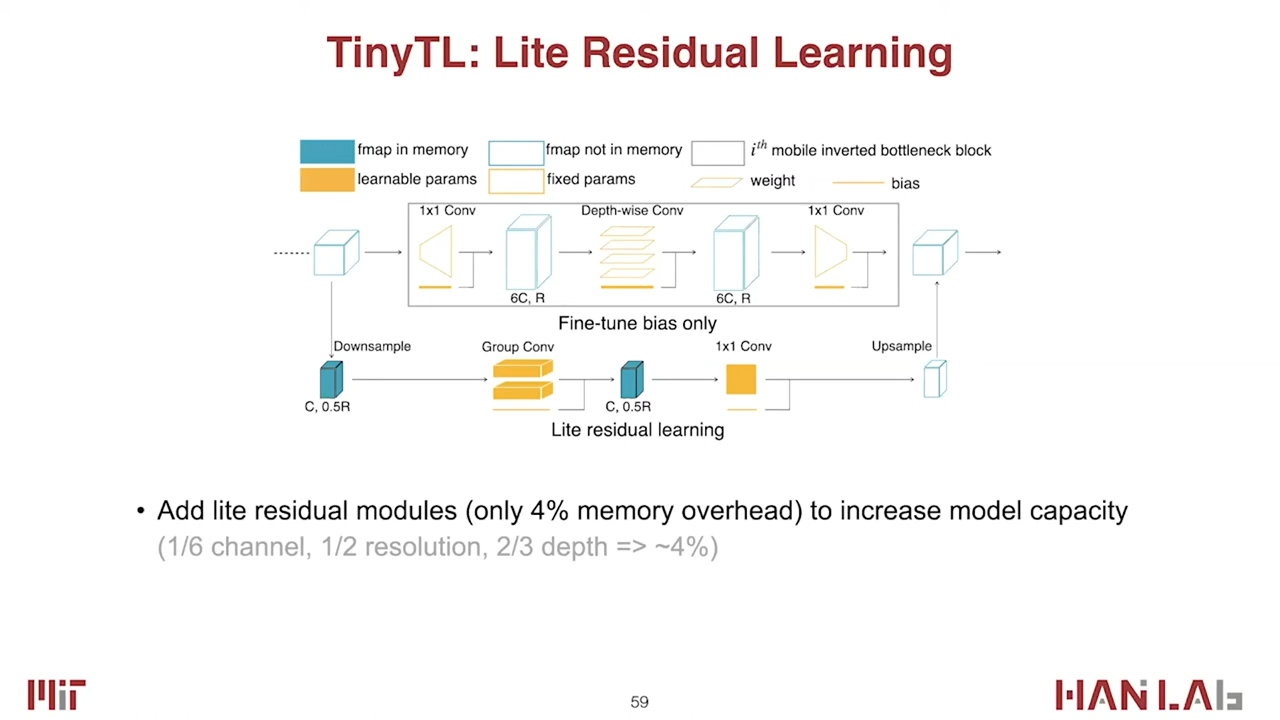 TinyTL: Lite Residual Learning
fmap in memory
fmap not in memory
iᵗʰ mobile inverted bottleneck block
learnable params
fixed params
weight
bias
1x1 Conv
Depth-wise Conv
1x1 Conv
6C, R
6C, R
Fine-tune bias only
Downsample
Group Conv
1x1 Conv
Upsample
C, 0.5R
C, 0.5R
Lite residual learning
• Add lite residual modules (only 4% memory overhead) to increase model capacity
(1/6 channel, 1/2 resolution, 2/3 depth => ~4%)
MIT
59
HAN LAB